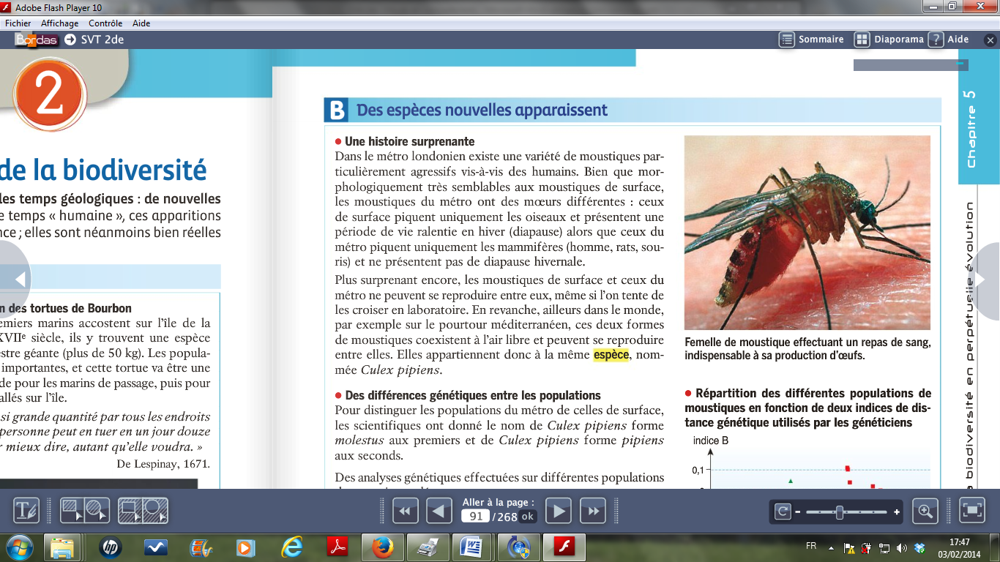 Adobe Flash Player 10
Fichier Affichage Contrôle Aide
Bordas SVT 2de
Sommaire Diaporama ? Aide
2
de la biodiversité
des temps géologiques : de nouvelles
e temps « humaine », ces apparitions
nce ; elles sont néanmoins bien réelles
n des tortues de Bourbon
emiers marins accostent sur l'île de la
XVIIe siècle, ils y trouvent une espèce
estre géante (plus de 50 kg). Les popula-
importantes, et cette tortue va être une
de pour les marins de passage, puis pour
allés sur l'île.
si grande quantité par tous les endroits
personne peut en tuer en un jour douze
r mieux dire, autant qu'elle voudra. »
De Lespinay, 1671.
B Des espèces nouvelles apparaissent
• Une histoire surprenante
Dans le métro londonien existe une variété de moustiques par-
ticulièrement agressifs vis-à-vis des humains. Bien que mor-
phologiquement très semblables aux moustiques de surface,
les moustiques du métro ont des mœurs différentes : ceux
de surface piquent uniquement les oiseaux et présentent une
période de vie ralentie en hiver (diapause) alors que ceux du
métro piquent uniquement les mammifères (homme, rats, sou-
ris) et ne présentent pas de diapause hivernale.
Plus surprenant encore, les moustiques de surface et ceux du
métro ne peuvent se reproduire entre eux, même si l'on tente de
les croiser en laboratoire. En revanche, ailleurs dans le monde,
par exemple sur le pourtour méditerranéen, ces deux formes
de moustiques coexistent à l'air libre et peuvent se reproduire
entre elles. Elles appartiennent donc à la même espèce, nom-
mée Culex pipiens.
• Des différences génétiques entre les populations
Pour distinguer les populations du métro de celles de surface,
les scientifiques ont donné le nom de Culex pipiens forme
molestus aux premiers et de Culex pipiens forme pipiens
aux seconds.
Des analyses génétiques effectuées sur différentes populations
Femelle de moustique effectuant un repas de sang,
indispensable à sa production d'œufs.
• Répartition des différentes populations de
moustiques en fonction de deux indices de dis-
tance génétique utilisés par les généticiens
indice B
0,1
Chapitre 5
biodiversité en perpétuelle évolution
Aller à la page :
91 /268 ok
FR
17:47
03/02/2014